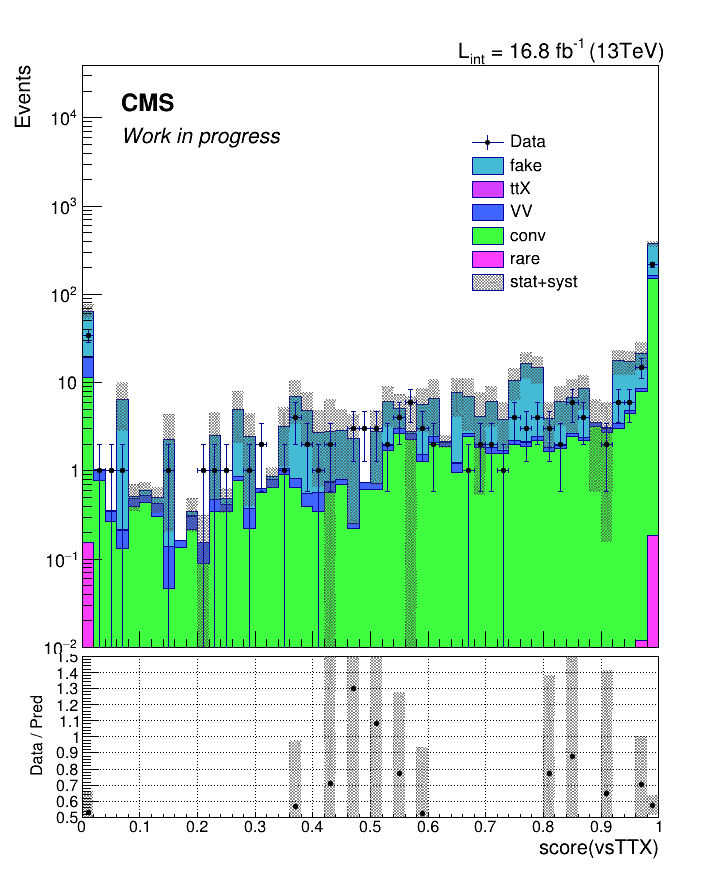 L_int = 16.8 fb^-1 (13TeV)
Events
CMS
Work in progress
Data
fake
ttX
VV
conv
rare
stat+syst
10^4
10^3
10^2
10
1
10^−1
10^−2
Data / Pred
1.5
1.4
1.3
1.2
1.1
1
0.9
0.8
0.7
0.6
0.5
0 0.1 0.2 0.3 0.4 0.5 0.6 0.7 0.8 0.9 1
score(vsTTX)